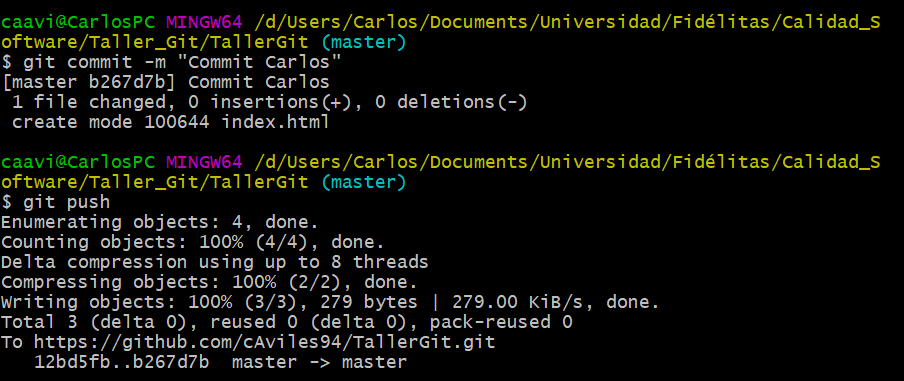 caavi@CarlosPC MINGW64 /d/Users/Carlos/Documents/Universidad/Fidélitas/Calidad_S
oftware/Taller_Git/TallerGit (master)
$ git commit -m "Commit Carlos"
[master b267d7b] Commit Carlos
 1 file changed, 0 insertions(+), 0 deletions(-)
 create mode 100644 index.html

caavi@CarlosPC MINGW64 /d/Users/Carlos/Documents/Universidad/Fidélitas/Calidad_S
oftware/Taller_Git/TallerGit (master)
$ git push
Enumerating objects: 4, done.
Counting objects: 100% (4/4), done.
Delta compression using up to 8 threads
Compressing objects: 100% (2/2), done.
Writing objects: 100% (3/3), 279 bytes | 279.00 KiB/s, done.
Total 3 (delta 0), reused 0 (delta 0), pack-reused 0
To https://github.com/cAviles94/TallerGit.git
   12bd5fb..b267d7b  master -> master